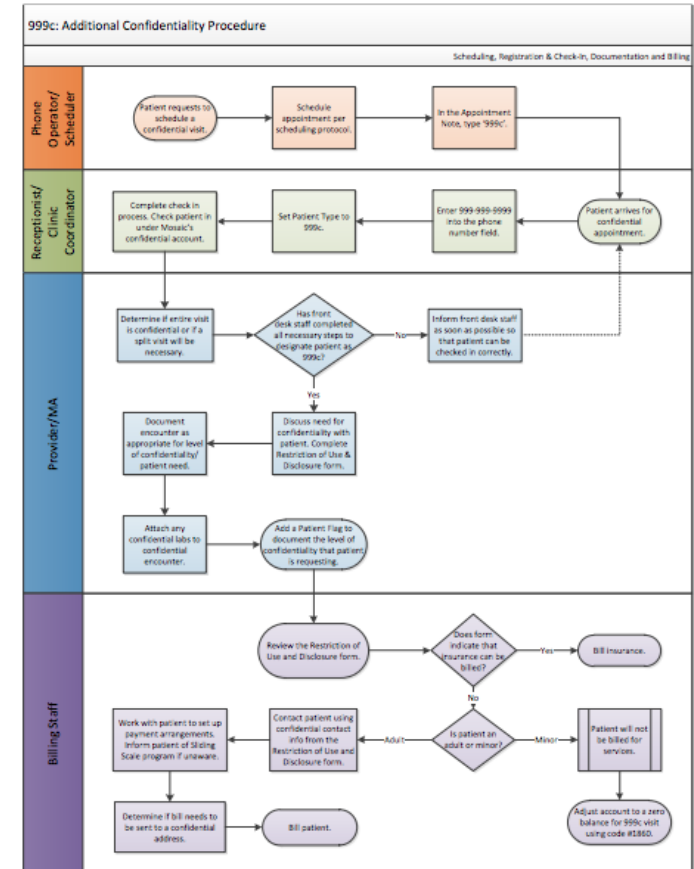 999c: Additional Confidentiality Procedure
Scheduling, Registration & Check-In, Documentation and Billing
Phone
Operator/
Scheduler
Patient requests to
schedule a
confidential visit.
Schedule
appointment per
scheduling protocol.
In the Appointment
Note, type '999c'.
Receptionist/
Clinic
Coordinator
Complete check in
process. Check patient in
under Mosaic's
confidential account.
Set Patient Type to
999c.
Enter 999-999-9999
into the phone
number field.
Patient arrives for
confidential
appointment.
Provider/MA
Determine if entire visit
is confidential or if a
split visit will be
necessary.
Has front
desk staff completed
all necessary steps to
designate patient as
999c?
No
Inform front desk staff
as soon as possible so
that patient can be
checked in correctly.
Yes
Document
encounter as
appropriate for level
of confidentiality/
patient need.
Discuss need for
confidentiality with
patient. Complete
Restriction of Use &
Disclosure form.
Attach any
confidential labs to
confidential
encounter.
Add a Patient Flag to
document the level of
confidentiality that patient
is requesting.
Billing Staff
Review the Restriction of
Use and Disclosure form.
Does form
indicate that
insurance can be
billed?
Yes
Bill insurance.
No
Work with patient to set up
payment arrangements.
Inform patient of Sliding
Scale program if unaware.
Contact patient using
confidential contact
info from the
Restriction of Use and
Disclosure form.
Adult
Is patient an
adult or minor?
Minor
Patient will not
be billed for
services.
Determine if bill needs to
be sent to a confidential
address.
Bill patient.
Adjust account to a zero
balance for 999c visit
using code #1860.